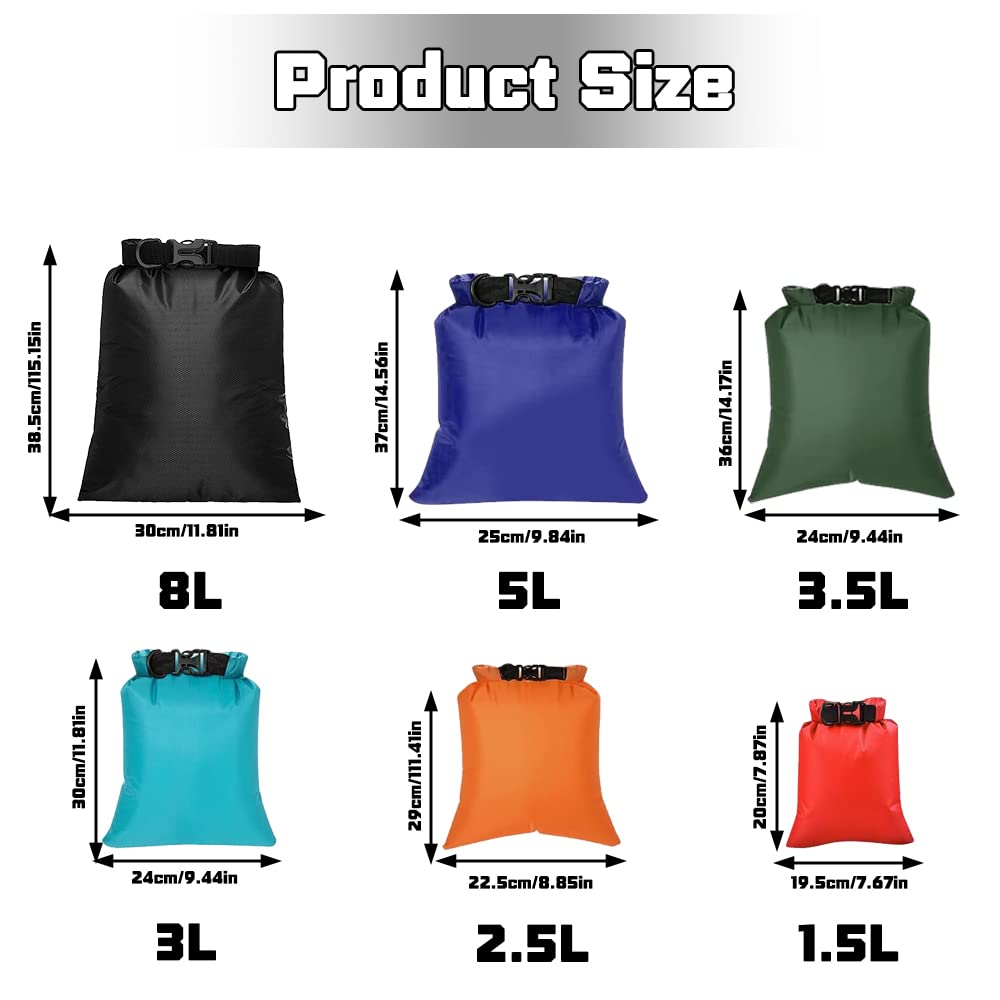 Product Size
38.5cm/115.15in
30cm/11.81in
8L
37cm/14.56in
25cm/9.84in
5L
36cm/14.17in
24cm/9.44in
3.5L
30cm/11.81in
24cm/9.44in
3L
29cm/111.41in
22.5cm/8.85in
2.5L
20cm/7.87in
19.5cm/7.67in
1.5L